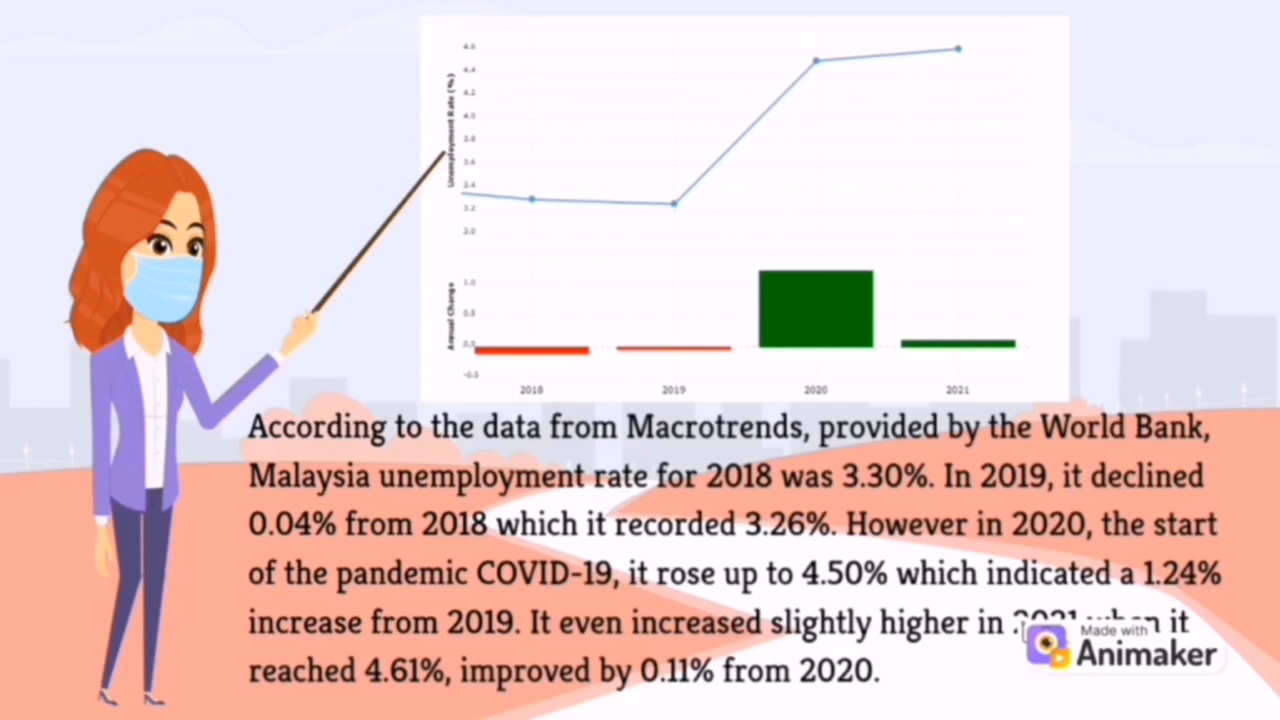 4.6
4.4
4.2
4.0
3.8
3.6
3.4
3.2
Unemployment Rate (%)
1.0
0.5
0.0
-0.5
Annual Change
2018 2019 2020 2021
According to the data from Macrotrends, provided by the World Bank,
Malaysia unemployment rate for 2018 was 3.30%. In 2019, it declined
0.04% from 2018 which it recorded 3.26%. However in 2020, the start
of the pandemic COVID-19, it rose up to 4.50% which indicated a 1.24%
increase from 2019. It even increased slightly higher in 2021 when it
reached 4.61%, improved by 0.11% from 2020.
Made with
Animaker